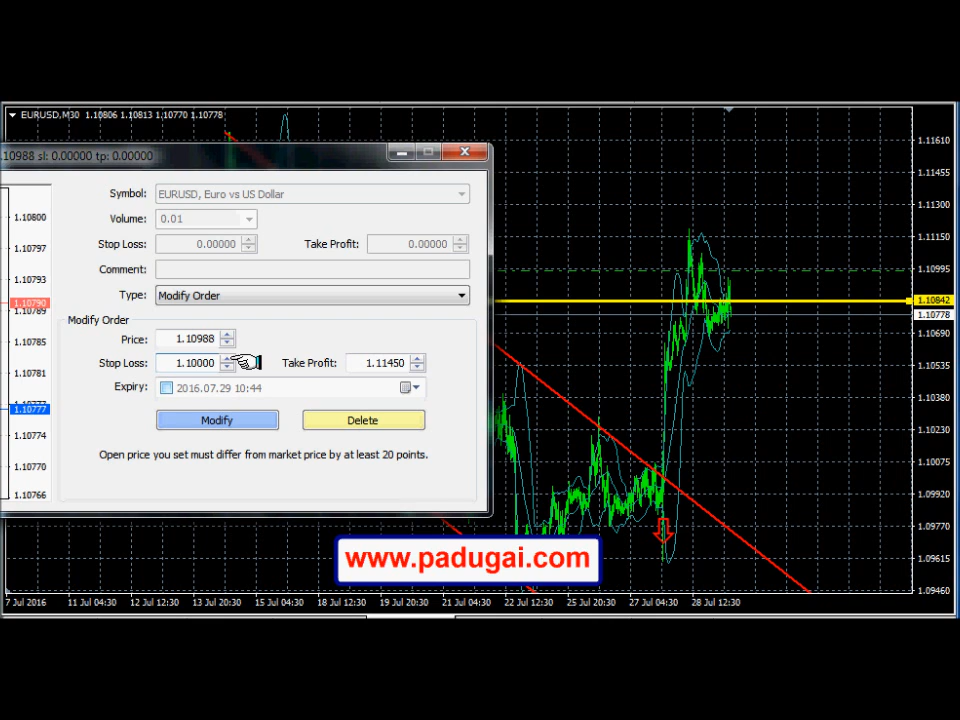 EURUSD,M30 1.10806 1.10813 1.10770 1.10778
1.10988 sl: 0.00000 tp: 0.00000
Symbol: EURUSD, Euro vs US Dollar
Volume: 0.01
Stop Loss: 0.00000 Take Profit: 0.00000
Comment:
Type: Modify Order
Modify Order
Price: 1.10988
Stop Loss: 1.10000 Take Profit: 1.11450
Expiry: 2016.07.29 10:44
Modify Delete
Open price you set must differ from market price by at least 20 points.
1.10800
1.10797
1.10793
1.10790
1.10789
1.10785
1.10781
1.10777
1.10774
1.10770
1.10766
1.11610
1.11455
1.11300
1.11150
1.10995
1.10842
1.10778
1.10690
1.10535
1.10380
1.10230
1.10075
1.09920
1.09770
1.09615
1.09460
www.padugai.com
7 Jul 2016 11 Jul 04:30 12 Jul 12:30 13 Jul 20:30 15 Jul 04:30 18 Jul 12:30 19 Jul 20:30 21 Jul 04:30 22 Jul 12:30 25 Jul 20:30 27 Jul 04:30 28 Jul 12:30